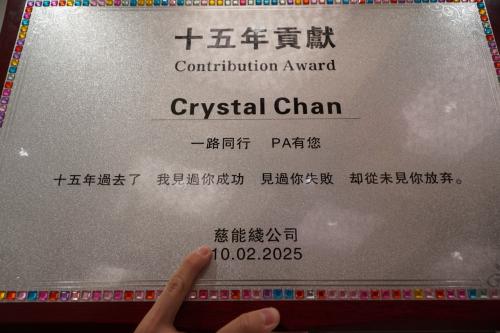 十五年貢獻
Contribution Award
Crystal Chan
一路同行 PA有您
十五年過去了 我見過你成功 見過你失敗 却從未見你放弃。
慈能綫公司
10.02.2025